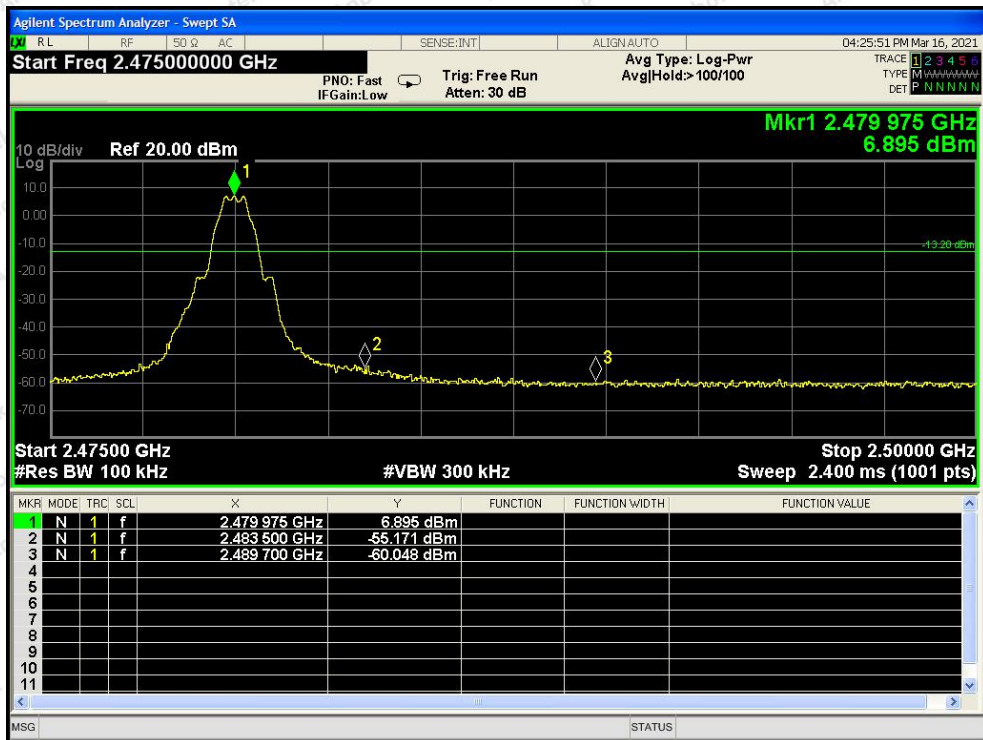 Agilent Spectrum Analyzer - Swept SA
LXI RL RF 50 Ω AC SENSE:INT ALIGN AUTO 04:25:51 PM Mar 16, 2021
Start Freq 2.475000000 GHz Avg Type: Log-Pwr TRACE 1 2 3 4 5 6
PNO: Fast Trig: Free Run Avg|Hold:>100/100 TYPE M
IFGain:Low Atten: 30 dB DET P N N N N N
Mkr1 2.479 975 GHz
10 dB/div Ref 20.00 dBm 6.895 dBm
Log
1
10.0
0.00
-10.0
-13.20 dBm
-20.0
-30.0
-40.0
2
-50.0
3
-60.0
-70.0
Start 2.47500 GHz Stop 2.50000 GHz
#Res BW 100 kHz #VBW 300 kHz Sweep 2.400 ms (1001 pts)
MKR MODE TRC SCL X Y FUNCTION FUNCTION WIDTH FUNCTION VALUE
1 N 1 f 2.479 975 GHz 6.895 dBm
2 N 1 f 2.483 500 GHz -55.171 dBm
3 N 1 f 2.489 700 GHz -60.048 dBm
4
5
6
7
8
9
10
11
MSG STATUS